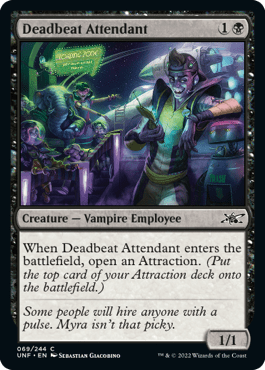 Deadbeat Attendant 1
Creature — Vampire Employee
When Deadbeat Attendant enters the
battlefield, open an Attraction. (Put
the top card of your Attraction deck onto
the battlefield.)
Some people will hire anyone with a
pulse. Myra isn't that picky.
1/1
069/244 C
UNF • EN Sebastian Giacobino
™ & © 2022 Wizards of the Coast